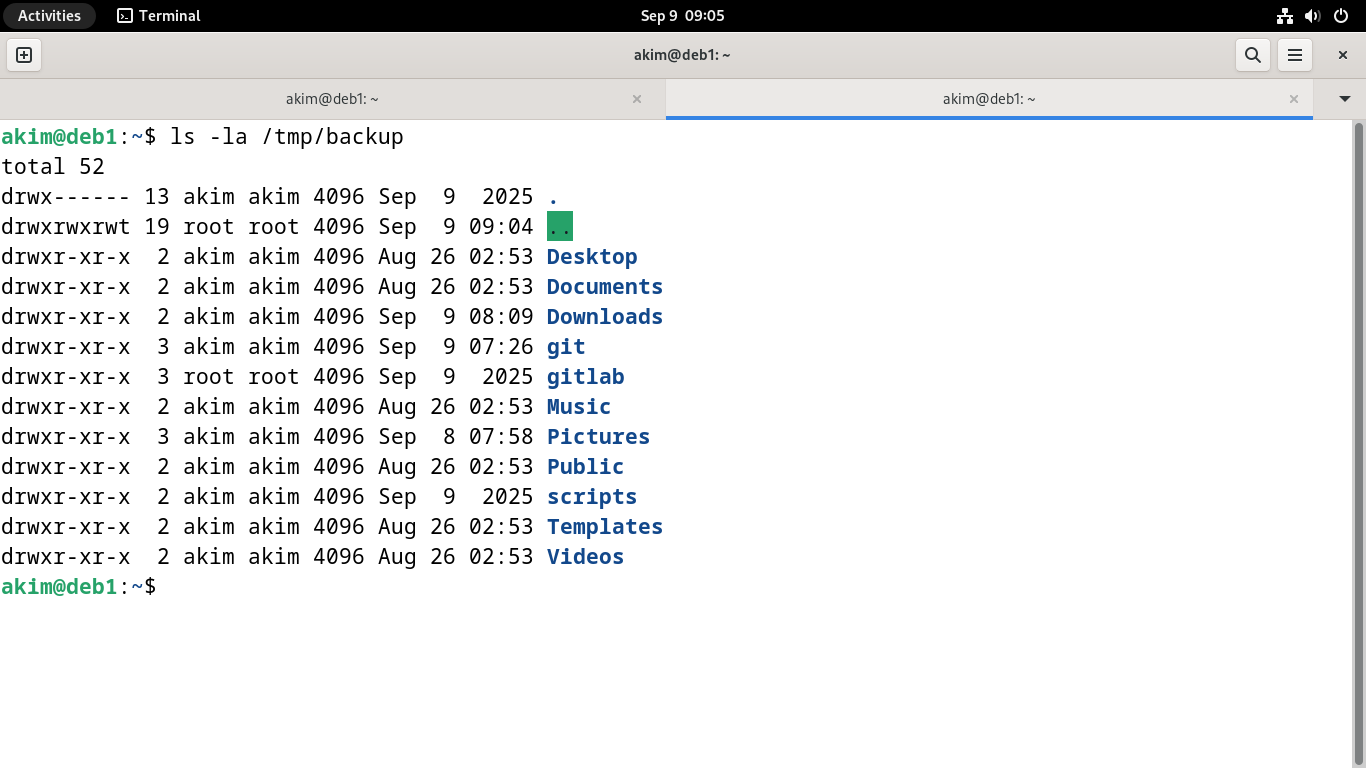 Activities Terminal Sep 9 09:05
akim@deb1: ~
akim@deb1: ~ akim@deb1: ~
akim@deb1:~$ ls -la /tmp/backup
total 52
drwx------ 13 akim akim 4096 Sep  9  2025 .
drwxrwxrwt 19 root root 4096 Sep  9 09:04 ..
drwxr-xr-x  2 akim akim 4096 Aug 26 02:53 Desktop
drwxr-xr-x  2 akim akim 4096 Aug 26 02:53 Documents
drwxr-xr-x  2 akim akim 4096 Sep  9 08:09 Downloads
drwxr-xr-x  3 akim akim 4096 Sep  9 07:26 git
drwxr-xr-x  3 root root 4096 Sep  9  2025 gitlab
drwxr-xr-x  2 akim akim 4096 Aug 26 02:53 Music
drwxr-xr-x  3 akim akim 4096 Sep  8 07:58 Pictures
drwxr-xr-x  2 akim akim 4096 Aug 26 02:53 Public
drwxr-xr-x  2 akim akim 4096 Sep  9  2025 scripts
drwxr-xr-x  2 akim akim 4096 Aug 26 02:53 Templates
drwxr-xr-x  2 akim akim 4096 Aug 26 02:53 Videos
akim@deb1:~$